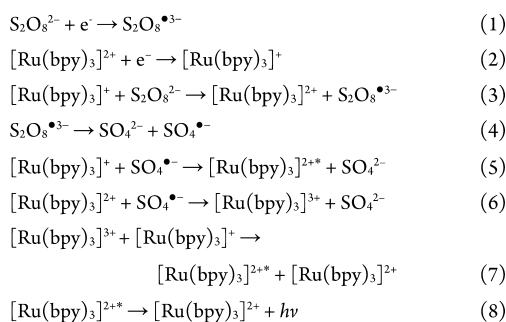 S₂O₈²⁻ + e⁻ → S₂O₈●³⁻ (1)
[Ru(bpy)₃]²⁺ + e⁻ → [Ru(bpy)₃]⁺ (2)
[Ru(bpy)₃]⁺ + S₂O₈²⁻ → [Ru(bpy)₃]²⁺ + S₂O₈●³⁻ (3)
S₂O₈●³⁻ → SO₄²⁻ + SO₄●⁻ (4)
[Ru(bpy)₃]⁺ + SO₄●⁻ → [Ru(bpy)₃]²⁺* + SO₄²⁻ (5)
[Ru(bpy)₃]²⁺ + SO₄●⁻ → [Ru(bpy)₃]³⁺ + SO₄²⁻ (6)
[Ru(bpy)₃]³⁺ + [Ru(bpy)₃]⁺ →
[Ru(bpy)₃]²⁺* + [Ru(bpy)₃]²⁺ (7)
[Ru(bpy)₃]²⁺* → [Ru(bpy)₃]²⁺ + hν (8)